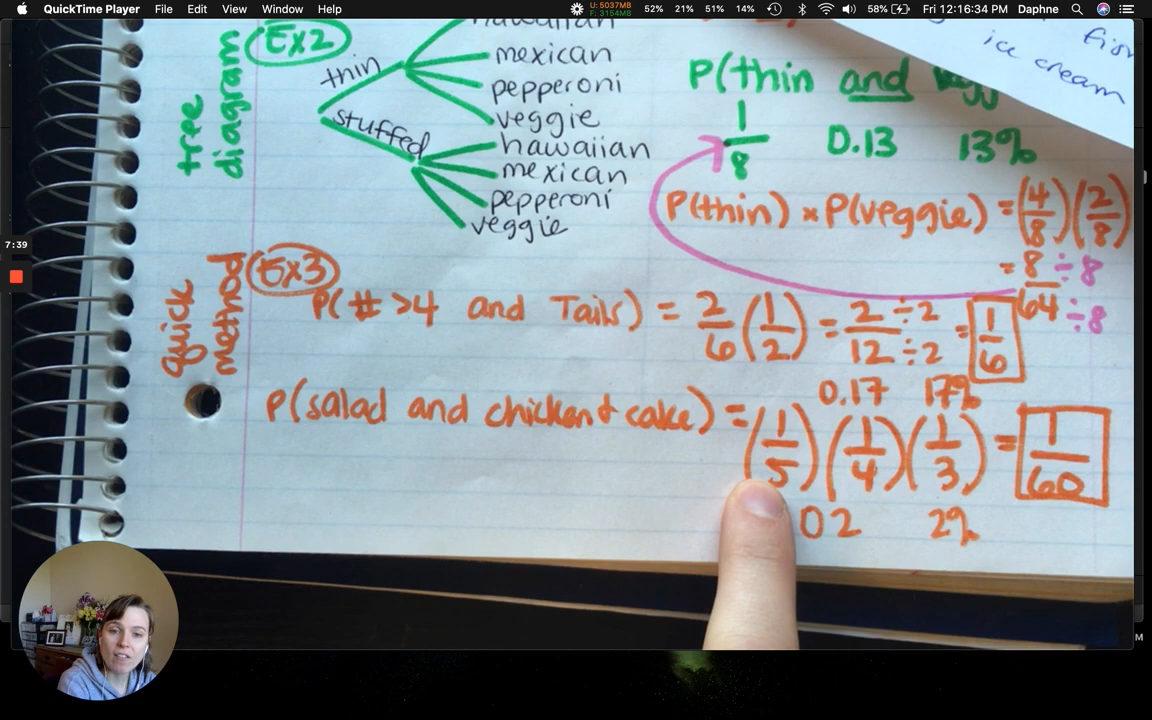 QuickTime Player File Edit View Window Help U: 5037MB F: 3154MB 52% 21% 51% 14% 58% Fri 12:16:34 PM Daphne
7:39
tree diagram
Ex2
thin
hawaiian
mexican
pepperoni
veggie
stuffed
hawaiian
mexican
pepperoni
veggie
fish
ice cream
P(thin and
1/8 0.13 13%
P(thin) × P(veggie) = (4/8)(2/8)
= 8/64 ÷8 ÷8
quick method
Ex3
P(# >4 and Tails) = 2/6 (1/2) = 2/12 ÷2 ÷2 = 1/6
0.17 17%
P(salad and chicken + cake) = (1/5)(1/4)(1/3) = 1/60
02 2%
M